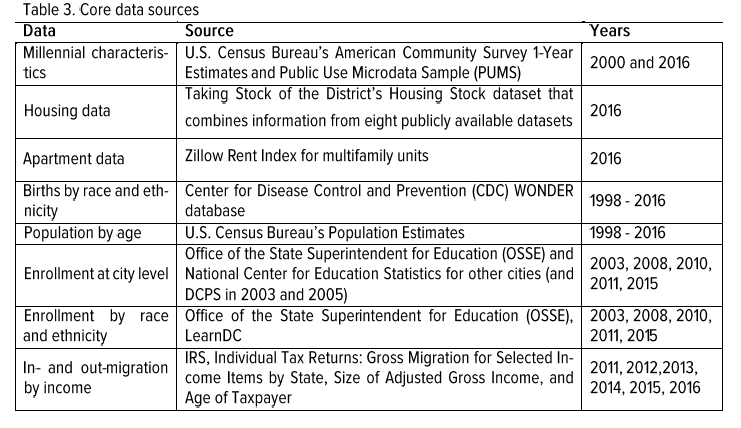 Table 3. Core data sources
Data Source Years
Millennial characteris-
tics
U.S. Census Bureau's American Community Survey 1-Year
Estimates and Public Use Microdata Sample (PUMS)
2000 and 2016
Housing data
Taking Stock of the District's Housing Stock dataset that
combines information from eight publicly available datasets
2016
Apartment data
Zillow Rent Index for multifamily units
2016
Births by race and eth-
nicity
Center for Disease Control and Prevention (CDC) WONDER
database
1998 - 2016
Population by age
U.S. Census Bureau's Population Estimates
1998 - 2016
Enrollment at city level
Office of the State Superintendent for Education (OSSE) and
National Center for Education Statistics for other cities (and
DCPS in 2003 and 2005)
2003, 2008, 2010,
2011, 2015
Enrollment by race
and ethnicity
Office of the State Superintendent for Education (OSSE),
LearnDC
2003, 2008, 2010,
2011, 2015
In- and out-migration
by income
IRS, Individual Tax Returns: Gross Migration for Selected In-
come Items by State, Size of Adjusted Gross Income, and
Age of Taxpayer
2011, 2012,2013,
2014, 2015, 2016